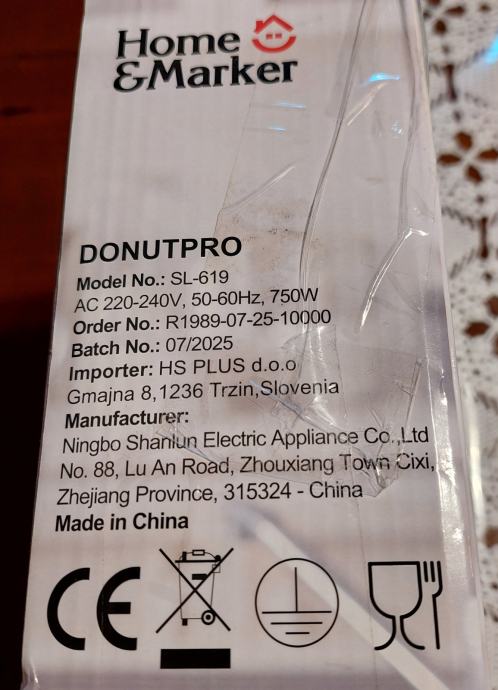 Home
&Marker
DONUTPRO
Model No.: SL-619
AC 220-240V, 50-60Hz, 750W
Order No.: R1989-07-25-10000
Batch No.: 07/2025
Importer: HS PLUS d.o.o
Gmajna 8,1236 Trzin,Slovenia
Manufacturer:
Ningbo Shanlun Electric Appliance Co.,Ltd
No. 88, Lu An Road, Zhouxiang Town Cixi,
Zhejiang Province, 315324 - China
Made in China
CE